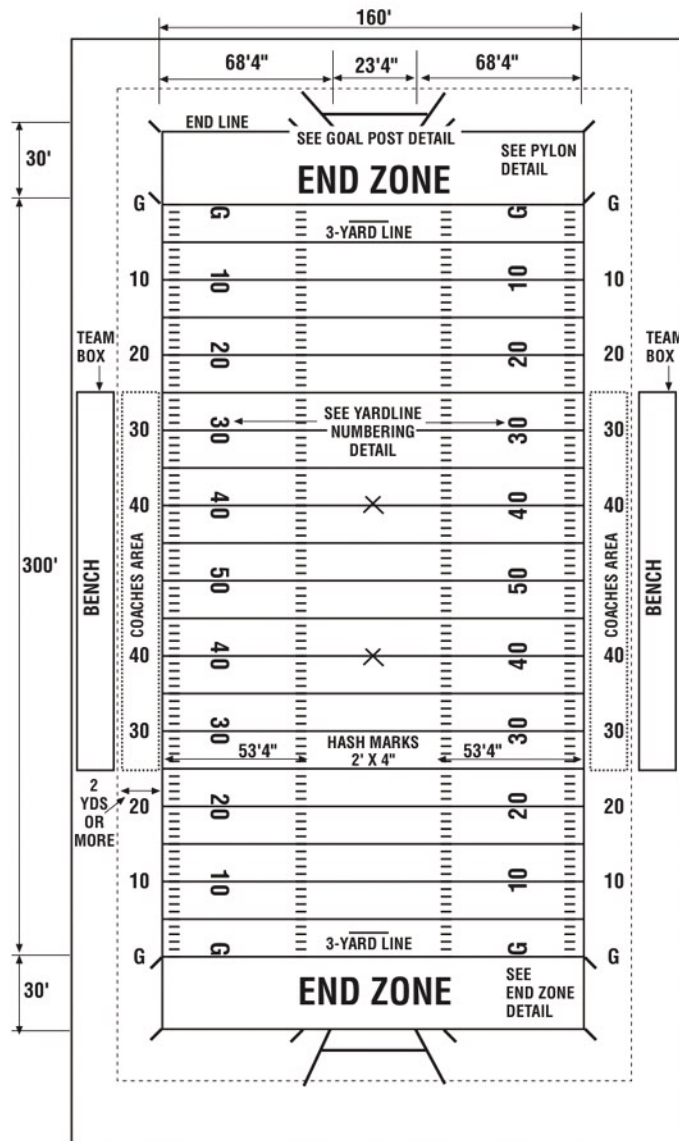 160'
68'4" 23'4" 68'4"
END LINE
SEE GOAL POST DETAIL
30'
END ZONE
SEE PYLON
DETAIL
G G G G
3-YARD LINE
10 10 10 10
TEAM
BOX
20 20 20 20
TEAM
BOX
30 30 30 30
SEE YARDLINE
NUMBERING
DETAIL
40 40 40 40
300'
BENCH
COACHES AREA
50 50
COACHES AREA
BENCH
40 40 40 40
30 30 30 30
53'4"
HASH MARKS
2' X 4"
53'4"
2
YDS
OR
MORE
20 20 20 20
10 10 10 10
3-YARD LINE
G G G G
30'
END ZONE
SEE
END ZONE
DETAIL